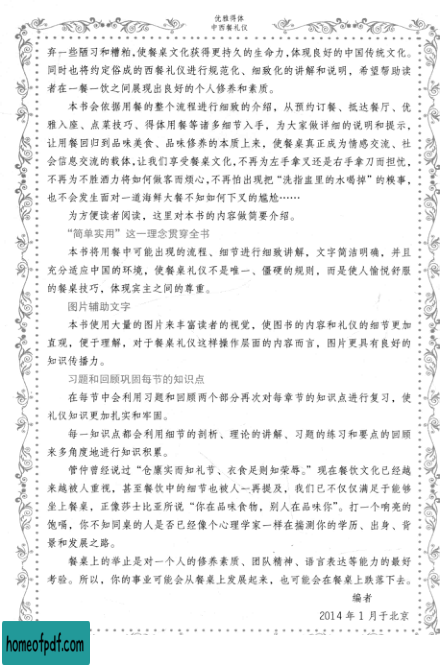 优雅得体
中西餐礼仪
弃一些陋习和糟粕，使餐桌文化获得更持久的生命力，体现良好的中国传统文化。
同时也将约定俗成的西餐礼仪进行规范化、细致化的讲解和说明，希望帮助读
者在一餐一饮之间展现出良好的个人修养和素质。
本书会依据用餐的整个流程进行细致的介绍，从预约订餐、抵达餐厅、优
雅入座、点菜技巧、得体用餐等诸多细节入手，为大家做详细的说明和提示，
让用餐回归到品味美食、品味修养的本质上来，使餐桌真正成为情感交流、社
会信息交流的载体，让我们享受餐桌文化，不再为左手拿叉还是右手拿刀而担忧，
不再为不胜酒力将如何做客而烦心，不再怕出现把“洗指盅里的水喝掉”的糗事，
也不会发生面对一道海鲜大餐不知如何下叉的尴尬……
为方便读者阅读，这里对本书的内容做简要介绍。
“简单实用”这一理念贯穿全书
本书将用餐中可能出现的流程、细节进行细致讲解，文字简洁明确，并且
充分适应中国的环境，使餐桌礼仪不是唯一、僵硬的规则，而是使人愉悦舒服
的餐桌技巧，体现宾主之间的尊重。
图片辅助文字
本书使用大量的图片来丰富读者的视觉，使图书的内容和礼仪的细节更加
直观，便于理解，对于餐桌礼仪这样操作层面的内容而言，图片更具有良好的
知识传播力。
习题和回顾巩固每节的知识点
在每节中会利用习题和回顾两个部分再次对每章节的知识点进行复习，使
礼仪知识更加扎实和牢固。
每一知识点都会利用细节的剖析、理论的讲解、习题的练习和要点的回顾
来多角度地进行知识积累。
管仲曾经说过“仓廪实而知礼节、衣食足则知荣辱。”现在餐饮文化已经越
来越被人重视，甚至餐饮中的细节也被人一再提及，我们已不仅仅满足于能够
坐上餐桌，正像莎士比亚所说“你在品味食物，别人在品味你”。打一个响亮的
饱嗝，你不知同桌的人是否已经像个心理学家一样在揣测你的学历、出身、背
景和发展之路。
餐桌上的举止是对一个人的修养素质、团队精神、语言表达等能力的最好
考验。所以，你的事业可能会从餐桌上发展起来，也可能会在餐桌上跌落下去。
编者
2014 年 1 月于北京
homeofpdf.com